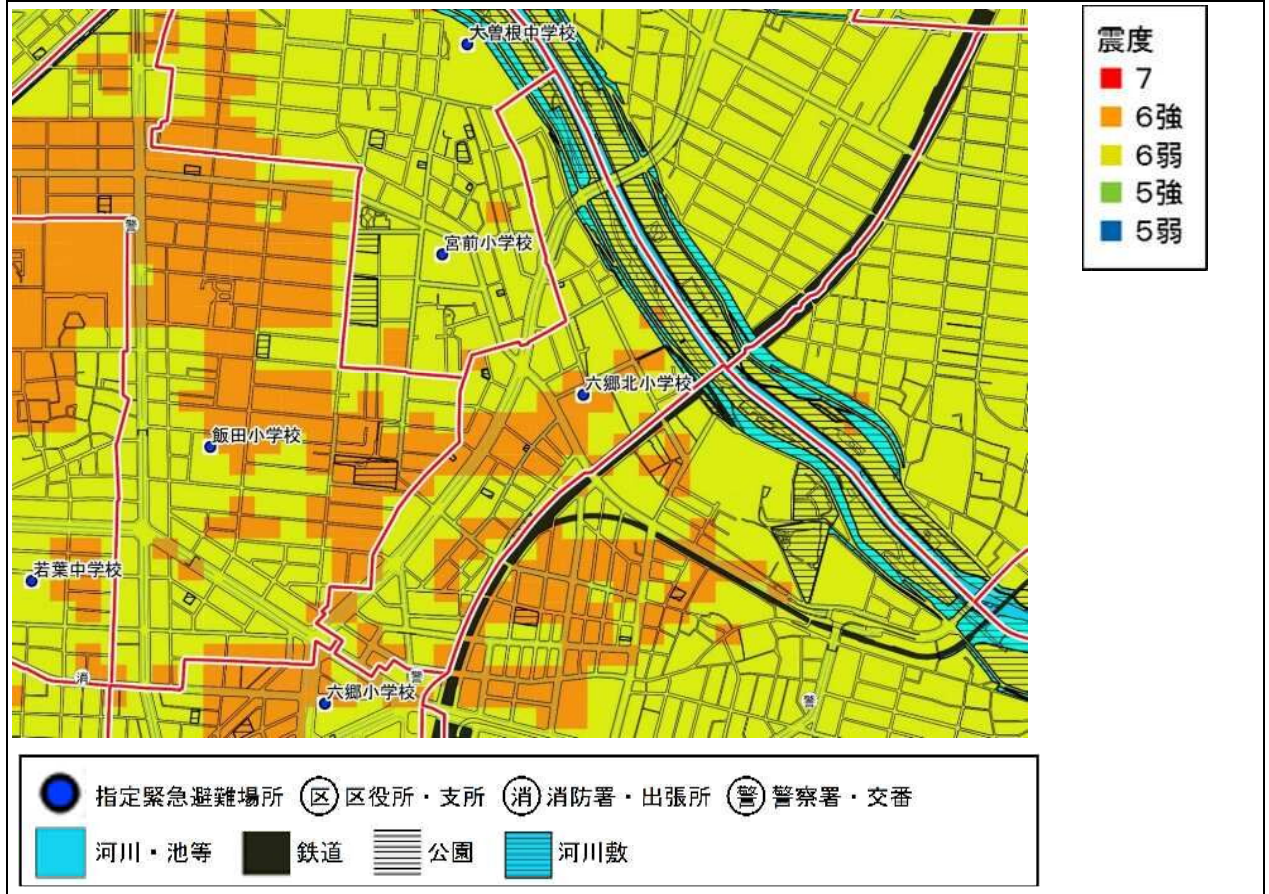 大曽根中学校
警
宮前小学校
六郷北小学校
飯田小学校
若葉中学校
消
六郷小学校
警
警
震度
7
6強
6弱
5強
5弱
指定緊急避難場所 区 区役所・支所 消 消防署・出張所 警 警察署・交番
河川・池等 鉄道 公園 河川敷